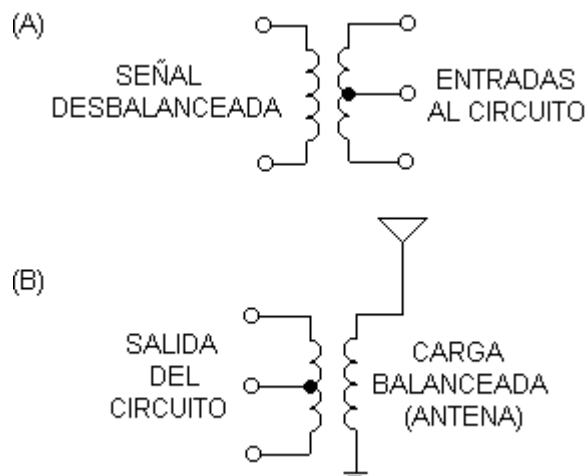 (A)
SEÑAL
DESBALANCEADA
ENTRADAS
AL CIRCUITO
(B)
SALIDA
DEL
CIRCUITO
CARGA
BALANCEADA
(ANTENA)